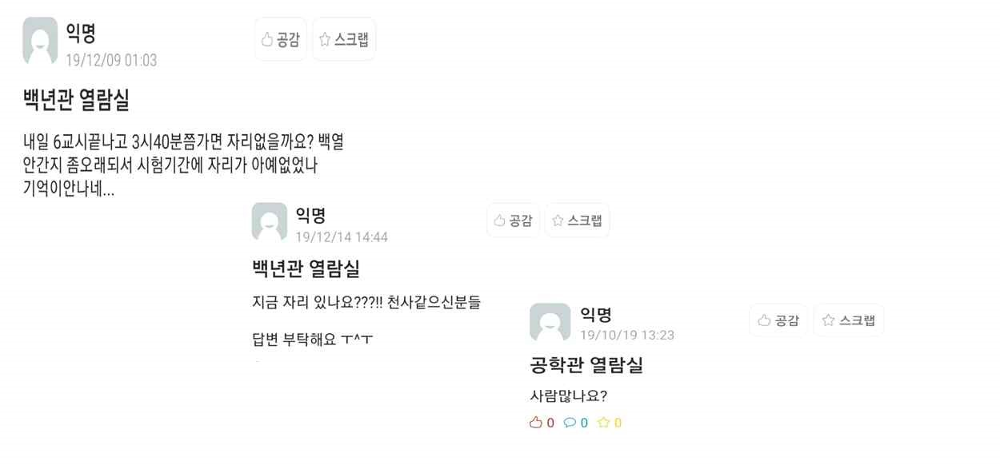 익명
19/12/09 01:03
공감
스크랩
백년관 열람실
내일 6교시끝나고 3시40분쯤가면 자리없을까요? 백열
안간지 좀오래되서 시험기간에 자리가 아예없었나
기억이안나네...
익명
19/12/14 14:44
공감
스크랩
백년관 열람실
지금 자리 있나요???!! 천사같으신분들
답변 부탁해요 ㅜ^ㅜ
익명
19/10/19 13:23
공감
스크랩
공학관 열람실
사람많나요?
0 0 0